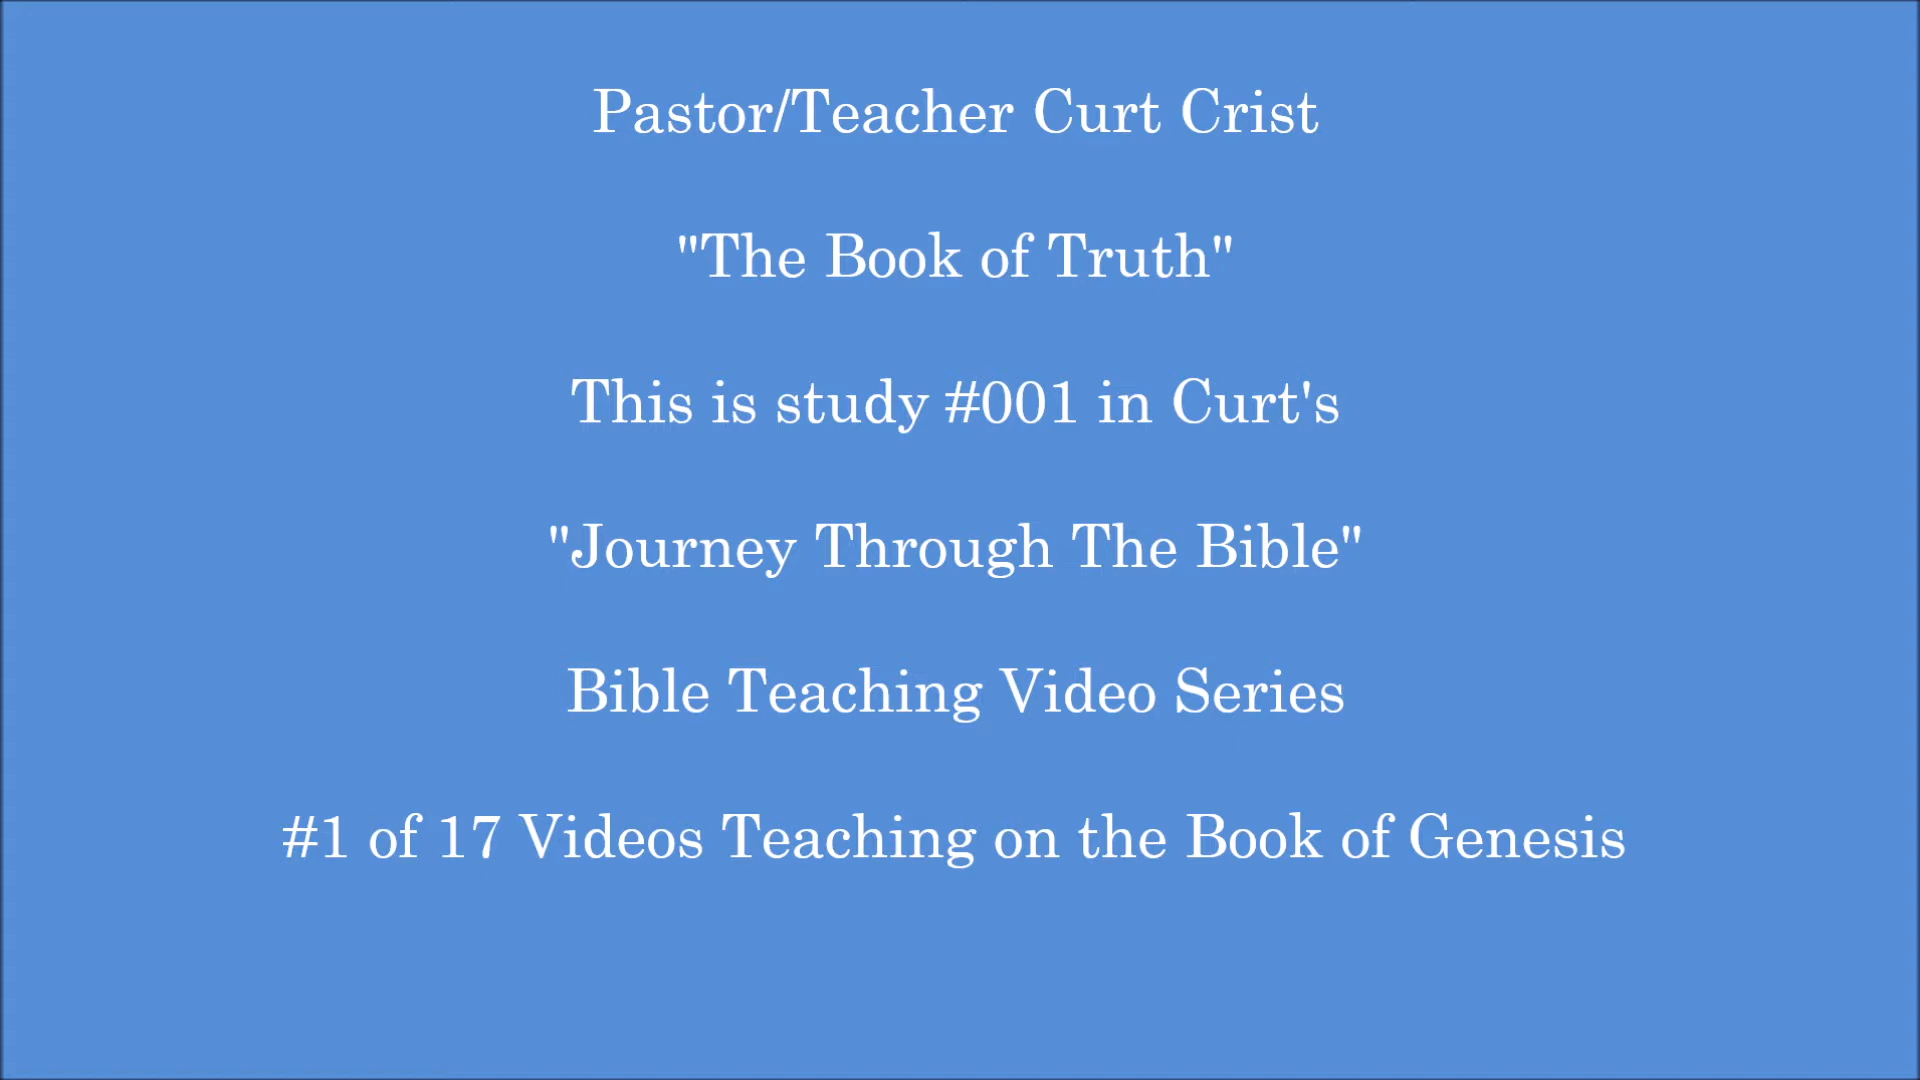 Pastor/Teacher Curt Crist
"The Book of Truth"
This is study #001 in Curt's
"Journey Through The Bible"
Bible Teaching Video Series
#1 of 17 Videos Teaching on the Book of Genesis